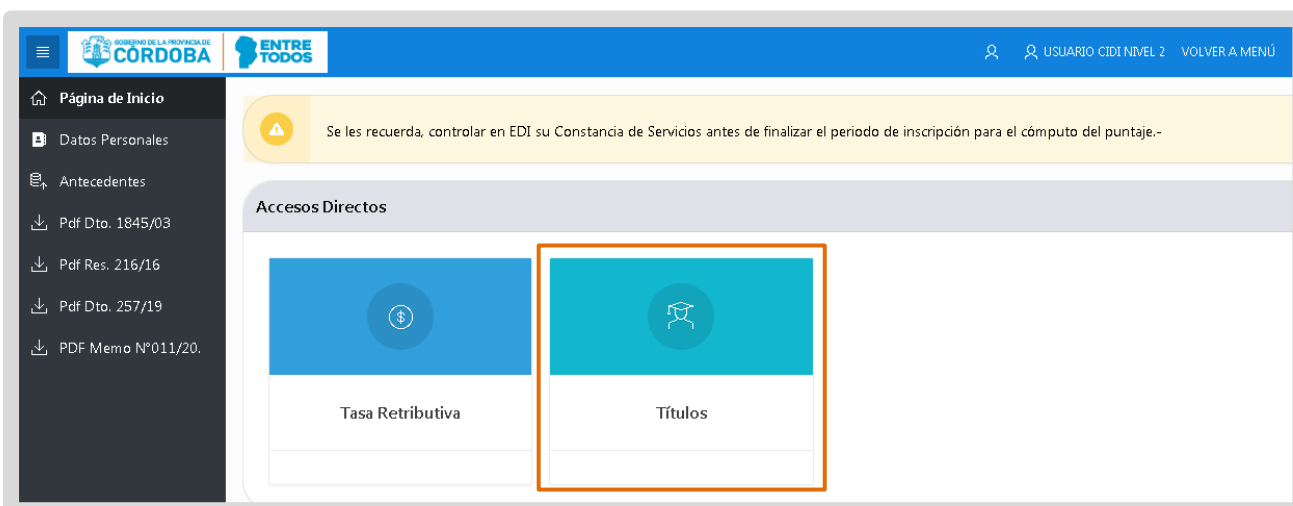 GOBIERNO DE LA PROVINCIA DE
CÓRDOBA
ENTRE
TODOS
USUARIO CIDI NIVEL 2 VOLVER A MENÚ
Página de Inicio
Datos Personales
Antecedentes
Pdf Dto. 1845/03
Pdf Res. 216/16
Pdf Dto. 257/19
PDF Memo N°011/20.
Se les recuerda, controlar en EDI su Constancia de Servicios antes de finalizar el periodo de inscripción para el cómputo del puntaje.-
Accesos Directos
Tasa Retributiva
Títulos